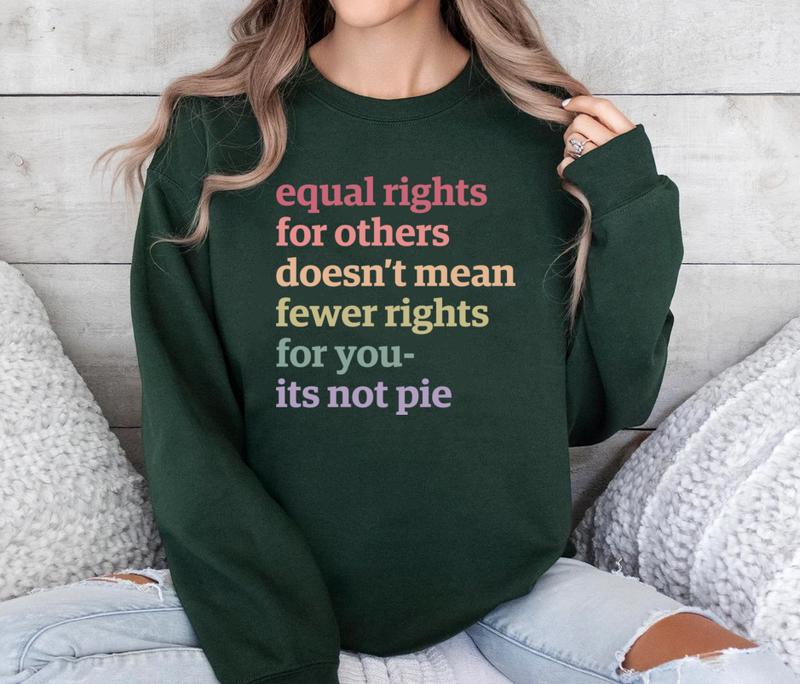 equal rights
for others
doesn't mean
fewer rights
for you-
its not pie